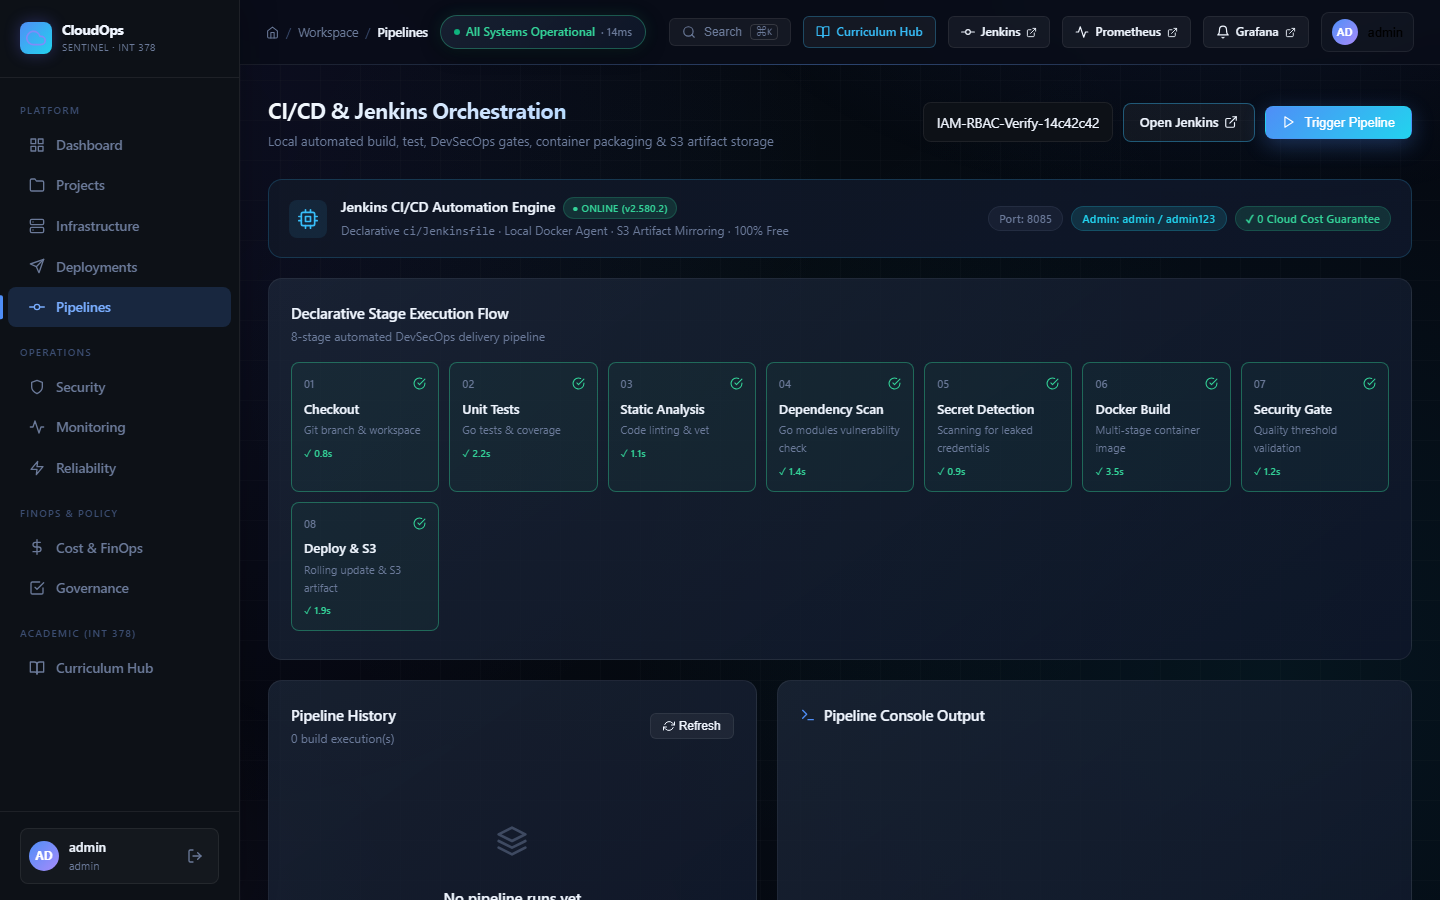 CloudOps
SENTINEL · INT 378
PLATFORM
Dashboard
Projects
Infrastructure
Deployments
Pipelines
OPERATIONS
Security
Monitoring
Reliability
FINOPS & POLICY
Cost & FinOps
Governance
ACADEMIC (INT 378)
Curriculum Hub
AD
admin
admin
/ Workspace / Pipelines
All Systems Operational · 14ms
Search ⌘K
Curriculum Hub
Jenkins
Prometheus
Grafana
AD admin
CI/CD & Jenkins Orchestration
Local automated build, test, DevSecOps gates, container packaging & S3 artifact storage
IAM-RBAC-Verify-14c42c42
Open Jenkins
Trigger Pipeline
Jenkins CI/CD Automation Engine
● ONLINE (v2.580.2)
Declarative ci/Jenkinsfile · Local Docker Agent · S3 Artifact Mirroring · 100% Free
Port: 8085
Admin: admin / admin123
✓ 0 Cloud Cost Guarantee
Declarative Stage Execution Flow
8-stage automated DevSecOps delivery pipeline
01
Checkout
Git branch & workspace
✓ 0.8s
02
Unit Tests
Go tests & coverage
✓ 2.2s
03
Static Analysis
Code linting & vet
✓ 1.1s
04
Dependency Scan
Go modules vulnerability
check
✓ 1.4s
05
Secret Detection
Scanning for leaked
credentials
✓ 0.9s
06
Docker Build
Multi-stage container
image
✓ 3.5s
07
Security Gate
Quality threshold
validation
✓ 1.2s
08
Deploy & S3
Rolling update & S3
artifact
✓ 1.9s
Pipeline History
0 build execution(s)
Refresh
No pipeline runs yet
Pipeline Console Output